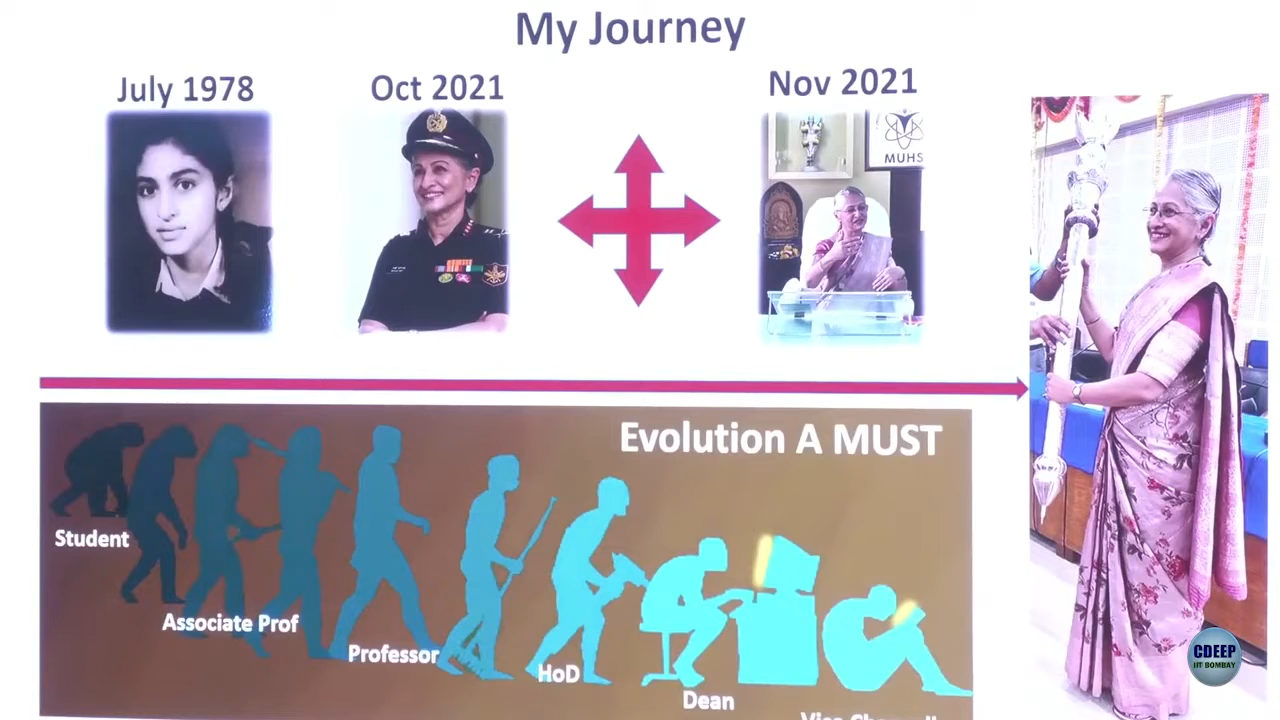 My Journey
July 1978
Oct 2021
Nov 2021
MUHS
Evolution A MUST
Student
Associate Prof
Professor
HoD
Dean
CDEEP
IIT BOMBAY